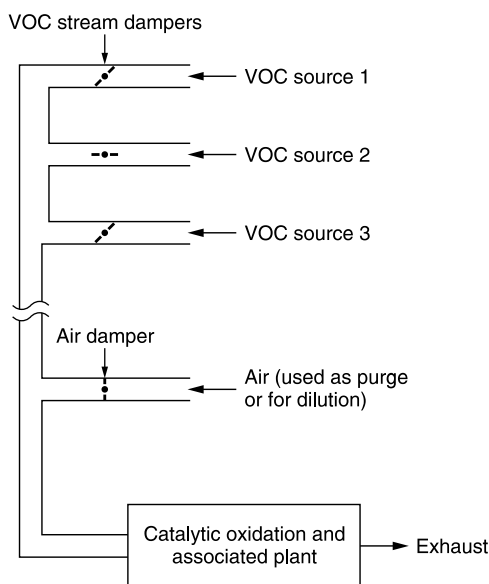 VOC stream dampers
VOC source 1
VOC source 2
VOC source 3
Air damper
Air (used as purge
or for dilution)
Catalytic oxidation and
associated plant
Exhaust